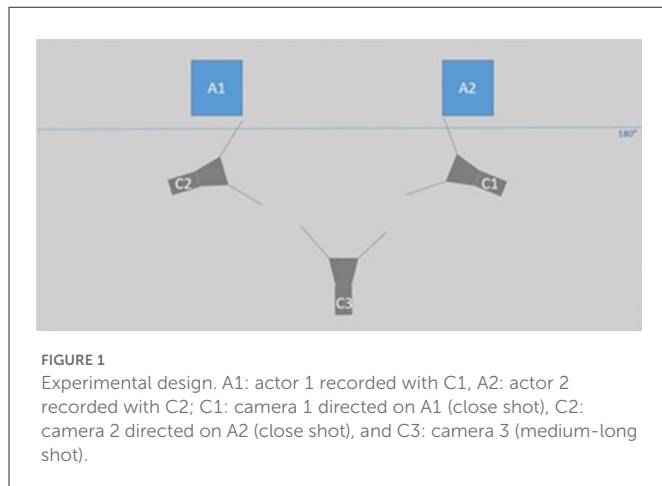 A1
A2
180°
C2
C1
C3
FIGURE 1
Experimental design. A1: actor 1 recorded with C1, A2: actor 2
recorded with C2; C1: camera 1 directed on A1 (close shot), C2:
camera 2 directed on A2 (close shot), and C3: camera 3 (medium-long
shot).